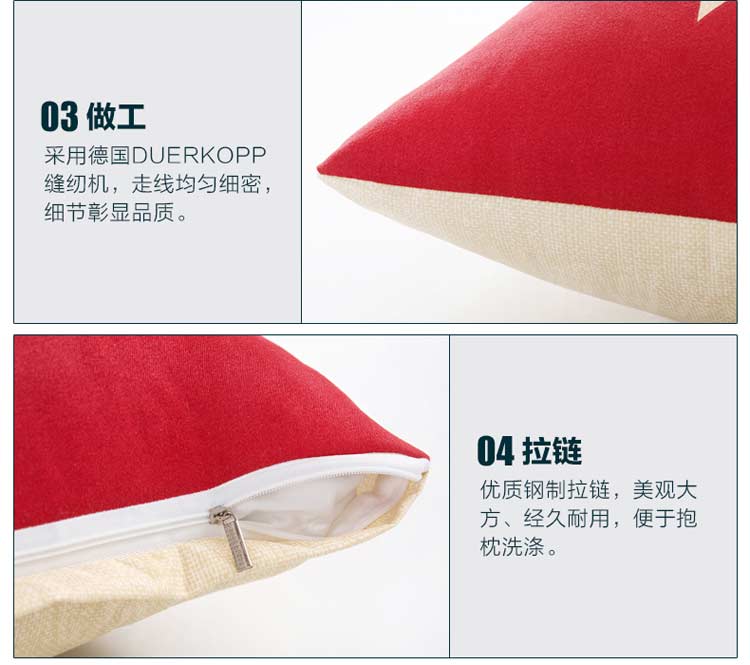 03 做工
采用德国DUERKOPP
缝纫机，走线均匀细密，
细节彰显品质。
04 拉链
优质钢制拉链，美观大
方、经久耐用，便于抱
枕洗涤。